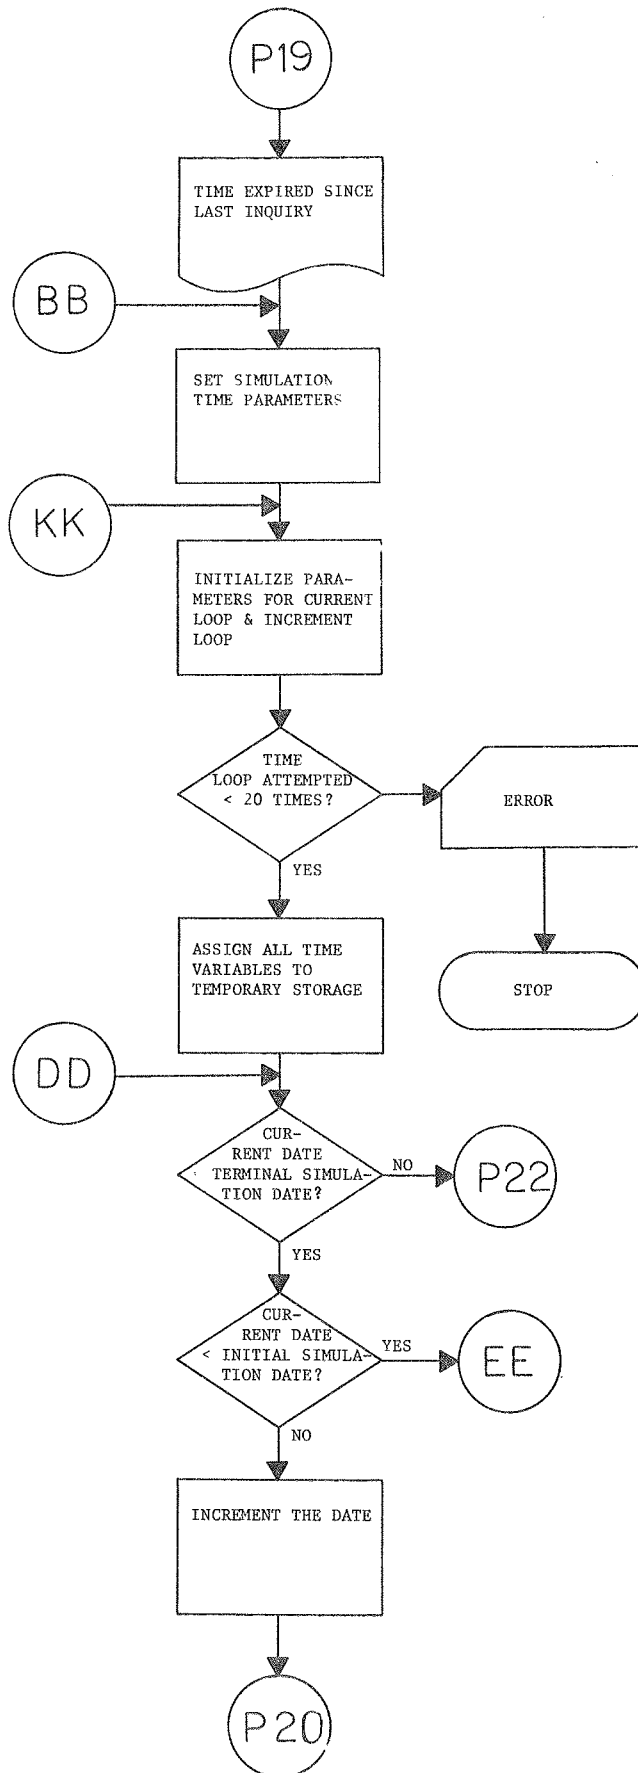 P19
TIME EXPIRED SINCE
LAST INQUIRY
BB
SET SIMULATION
TIME PARAMETERS
KK
INITIALIZE PARA-
METERS FOR CURRENT
LOOP & INCREMENT
LOOP
TIME
LOOP ATTEMPTED
< 20 TIMES?
ERROR
YES
ASSIGN ALL TIME
VARIABLES TO
TEMPORARY STORAGE
STOP
DD
CUR-
RENT DATE
TERMINAL SIMULA-
TION DATE?
NO
P22
YES
CUR-
RENT DATE
< INITIAL SIMULA-
TION DATE?
YES
EE
NO
INCREMENT THE DATE
P20